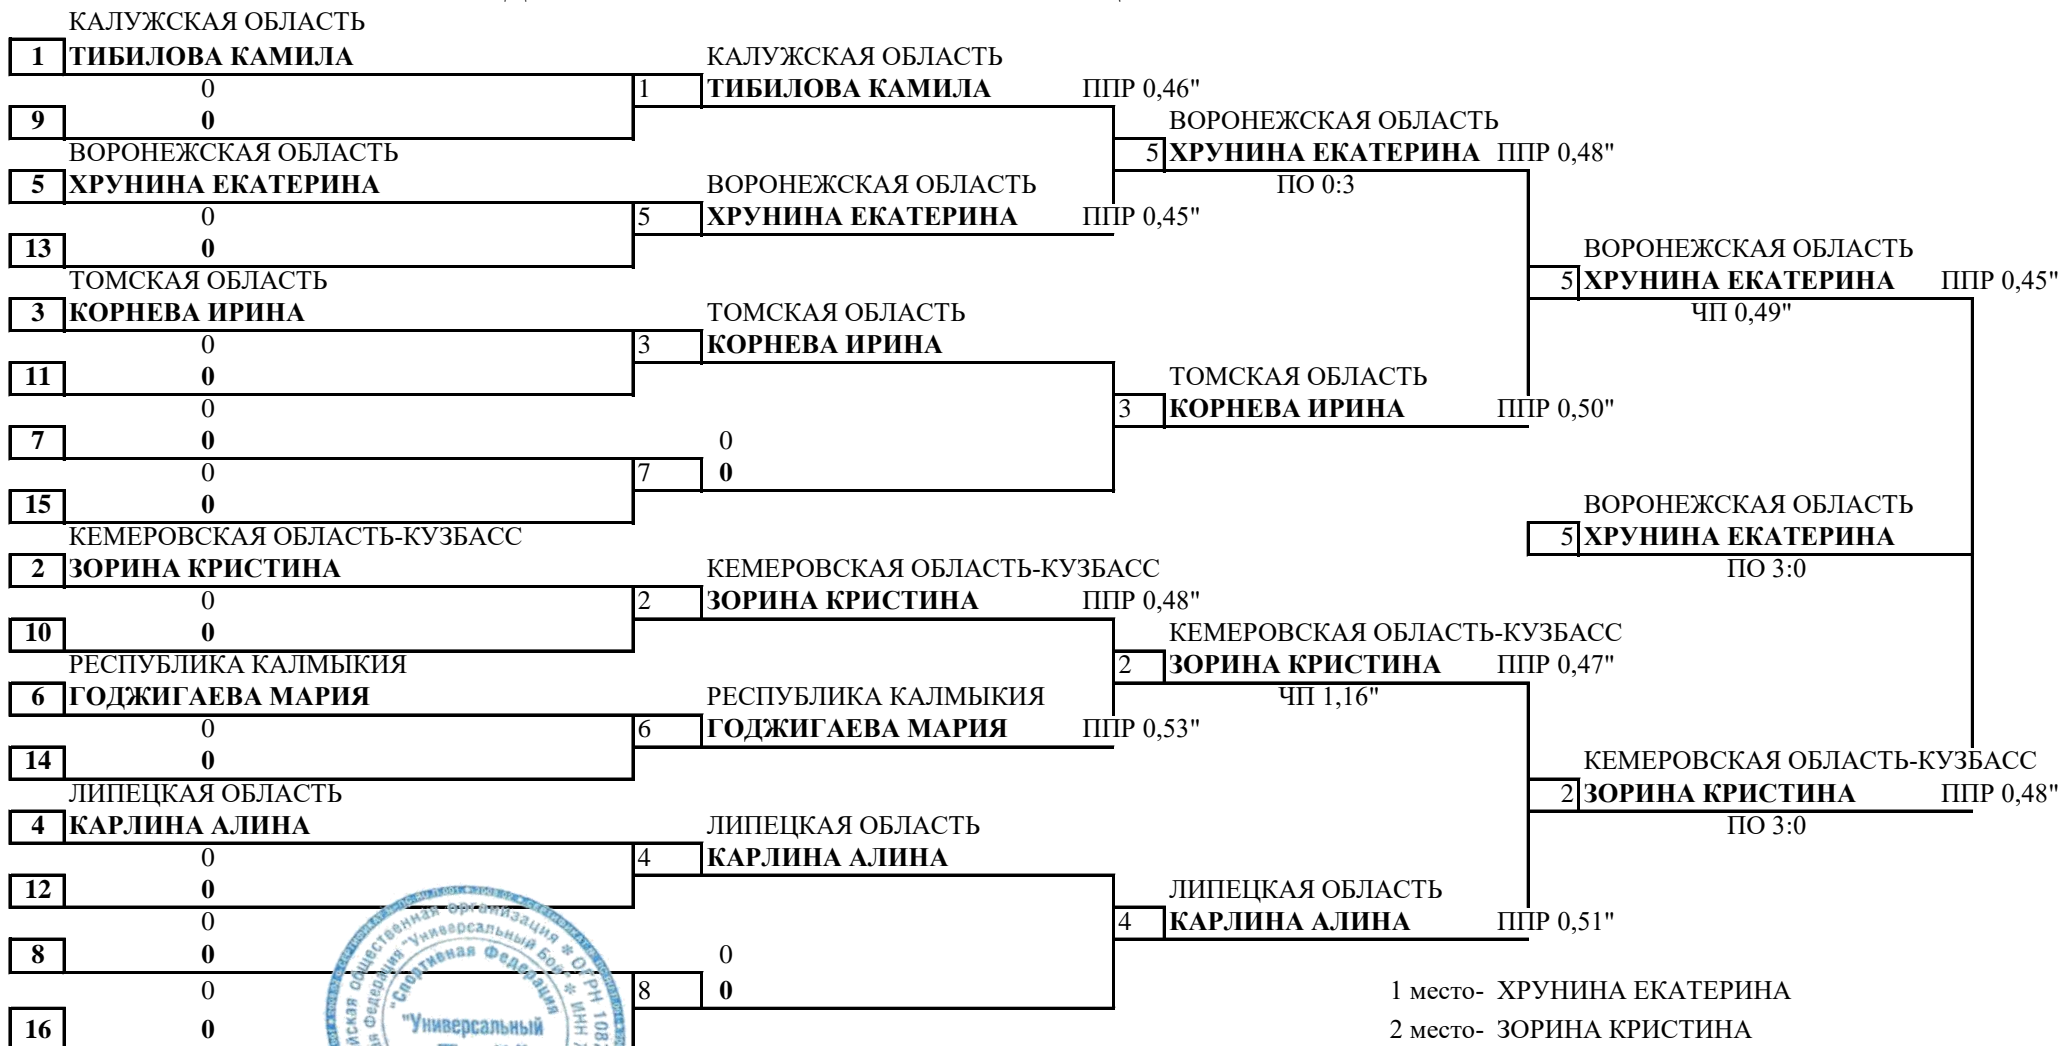 КАЛУЖСКАЯ ОБЛАСТЬ
1 ТИБИЛОВА КАМИЛА КАЛУЖСКАЯ ОБЛАСТЬ
0 1 ТИБИЛОВА КАМИЛА ППР 0,46"
9 0 ВОРОНЕЖСКАЯ ОБЛАСТЬ
ВОРОНЕЖСКАЯ ОБЛАСТЬ 5 ХРУНИНА ЕКАТЕРИНА ППР 0,48"
5 ХРУНИНА ЕКАТЕРИНА ВОРОНЕЖСКАЯ ОБЛАСТЬ ПО 0:3
0 5 ХРУНИНА ЕКАТЕРИНА ППР 0,45"
13 0 ВОРОНЕЖСКАЯ ОБЛАСТЬ
ТОМСКАЯ ОБЛАСТЬ 5 ХРУНИНА ЕКАТЕРИНА ППР 0,45"
3 КОРНЕВА ИРИНА ТОМСКАЯ ОБЛАСТЬ ЧП 0,49"
0 3 КОРНЕВА ИРИНА
11 0 ТОМСКАЯ ОБЛАСТЬ
0 3 КОРНЕВА ИРИНА ППР 0,50"
7 0 0
0 7 0
15 0 ВОРОНЕЖСКАЯ ОБЛАСТЬ
КЕМЕРОВСКАЯ ОБЛАСТЬ-КУЗБАСС 5 ХРУНИНА ЕКАТЕРИНА
2 ЗОРИНА КРИСТИНА КЕМЕРОВСКАЯ ОБЛАСТЬ-КУЗБАСС ПО 3:0
0 2 ЗОРИНА КРИСТИНА ППР 0,48"
10 0 КЕМЕРОВСКАЯ ОБЛАСТЬ-КУЗБАСС
РЕСПУБЛИКА КАЛМЫКИЯ 2 ЗОРИНА КРИСТИНА ППР 0,47"
6 ГОДЖИГАЕВА МАРИЯ РЕСПУБЛИКА КАЛМЫКИЯ ЧП 1,16"
0 6 ГОДЖИГАЕВА МАРИЯ ППР 0,53"
14 0 КЕМЕРОВСКАЯ ОБЛАСТЬ-КУЗБАСС
ЛИПЕЦКАЯ ОБЛАСТЬ 2 ЗОРИНА КРИСТИНА ППР 0,48"
4 КАРЛИНА АЛИНА ЛИПЕЦКАЯ ОБЛАСТЬ ПО 3:0
0 4 КАРЛИНА АЛИНА
12 0 ЛИПЕЦКАЯ ОБЛАСТЬ
0 4 КАРЛИНА АЛИНА ППР 0,51"
8 0 0
0 8 0 1 место- ХРУНИНА ЕКАТЕРИНА
16 0 2 место- ЗОРИНА КРИСТИНА
общественная организация * ОГРН
"Универсальный Бой" * ИНН
"Спортивная Федерация
"Универсальный